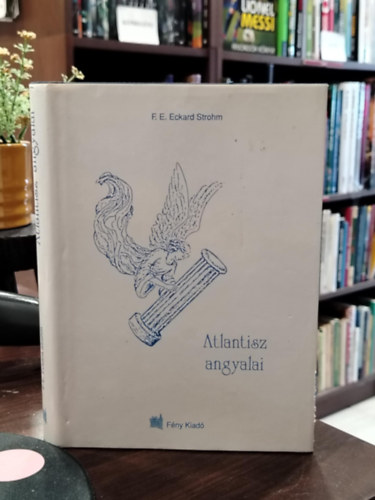 LIONEL
MESSI
F. E. Eckard Strohm
Atlantisz
angyalai
Fény Kiadó